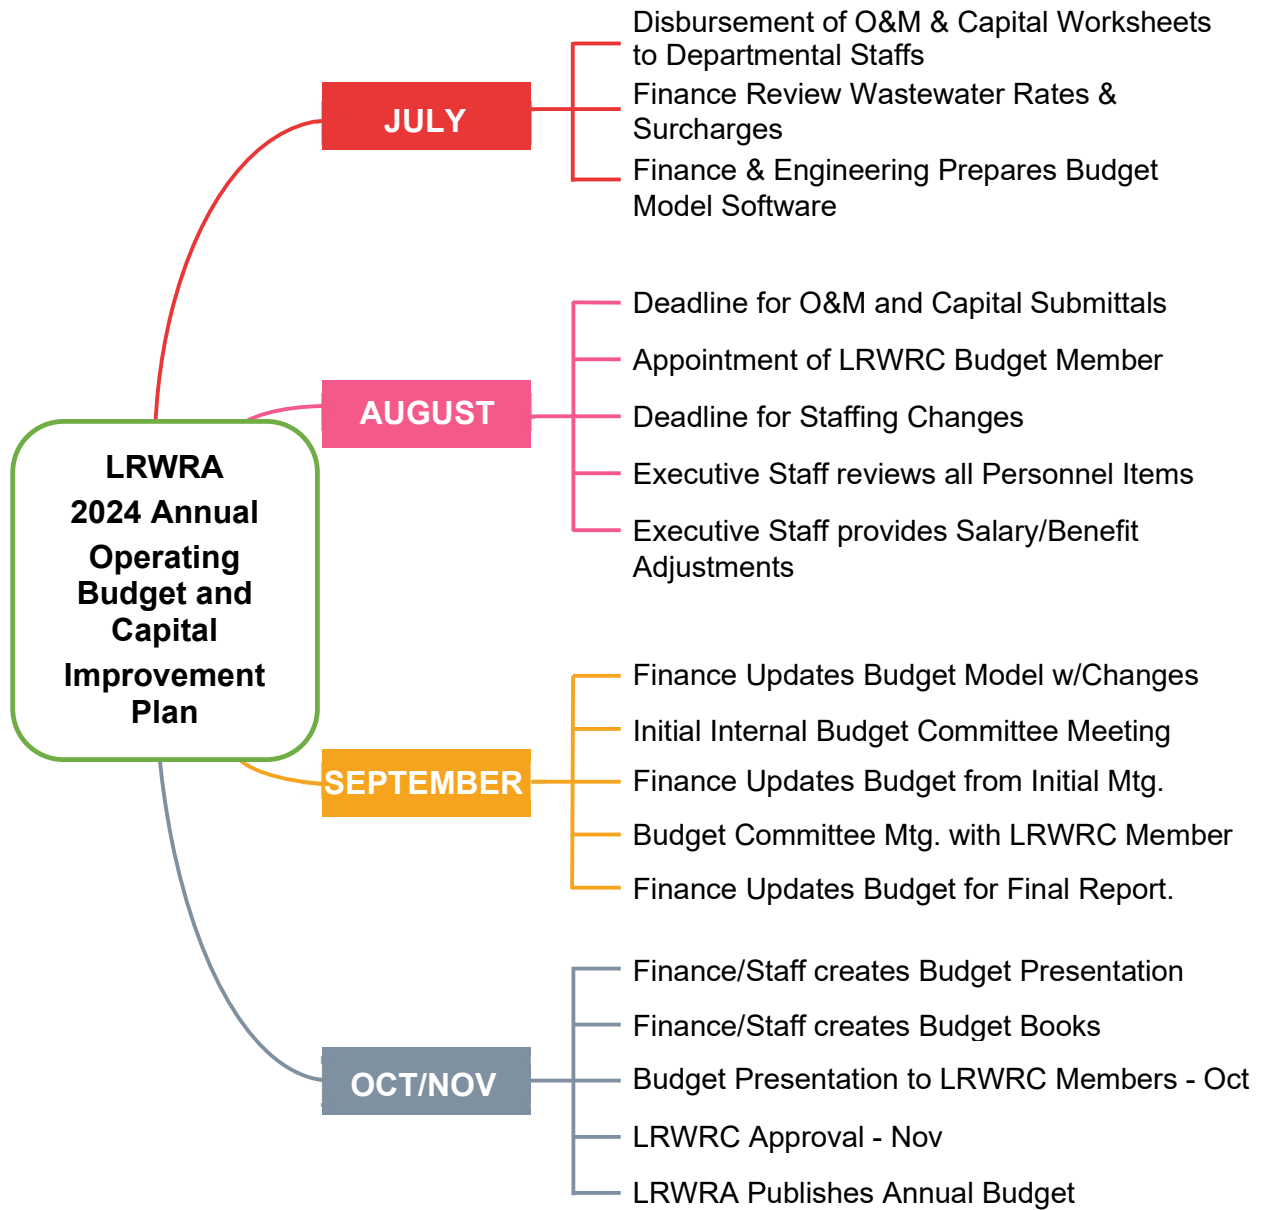 LRWRA
2024 Annual
Operating
Budget and
Capital
Improvement
Plan
JULY
Disbursement of O&M & Capital Worksheets
to Departmental Staffs
Finance Review Wastewater Rates &
Surcharges
Finance & Engineering Prepares Budget
Model Software
AUGUST
Deadline for O&M and Capital Submittals
Appointment of LRWRC Budget Member
Deadline for Staffing Changes
Executive Staff reviews all Personnel Items
Executive Staff provides Salary/Benefit
Adjustments
SEPTEMBER
Finance Updates Budget Model w/Changes
Initial Internal Budget Committee Meeting
Finance Updates Budget from Initial Mtg.
Budget Committee Mtg. with LRWRC Member
Finance Updates Budget for Final Report.
OCT/NOV
Finance/Staff creates Budget Presentation
Finance/Staff creates Budget Books
Budget Presentation to LRWRC Members - Oct
LRWRC Approval - Nov
LRWRA Publishes Annual Budget